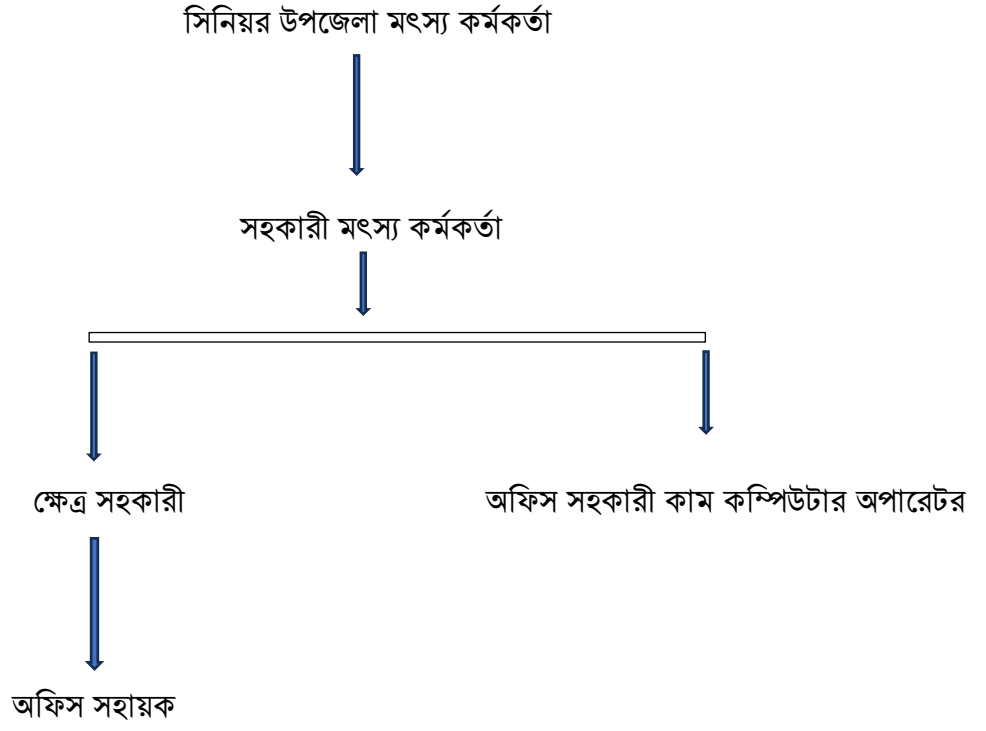 সিনিয়র উপজেলা মৎস্য কর্মকর্তা
সহকারী মৎস্য কর্মকর্তা
ক্ষেত্র সহকারী
অফিস সহকারী কাম কম্পিউটার অপারেটর
অফিস সহায়ক